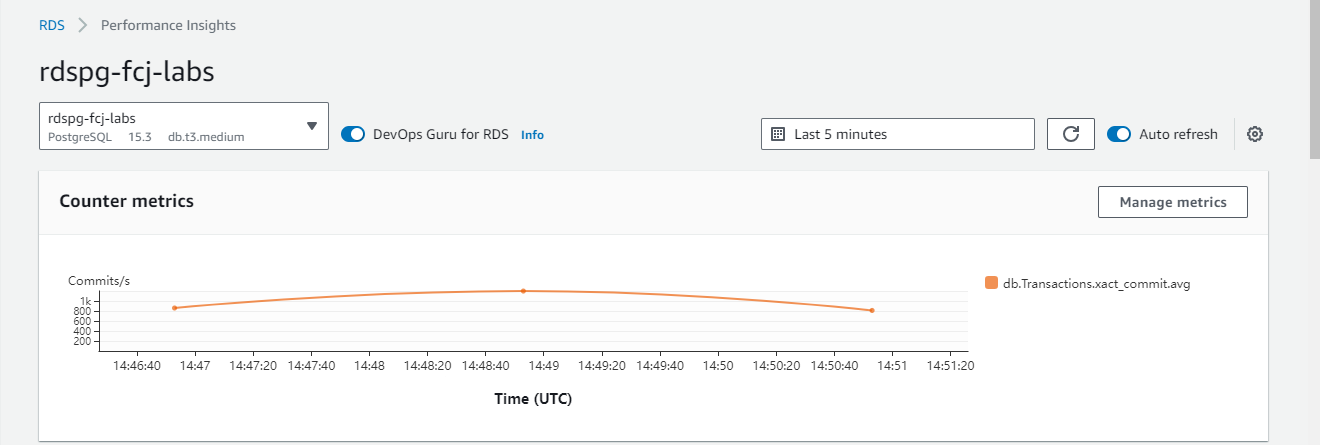 RDS Performance Insights
rdspg-fcj-labs
rdspg-fcj-labs
PostgreSQL 15.3 db.t3.medium
DevOps Guru for RDS Info
Last 5 minutes
Auto refresh
Counter metrics
Manage metrics
Commits/s
1k
800
600
400
200
14:46:40 14:47 14:47:20 14:47:40 14:48 14:48:20 14:48:40 14:49 14:49:20 14:49:40 14:50 14:50:20 14:50:40 14:51 14:51:20
Time (UTC)
db.Transactions.xact_commit.avg